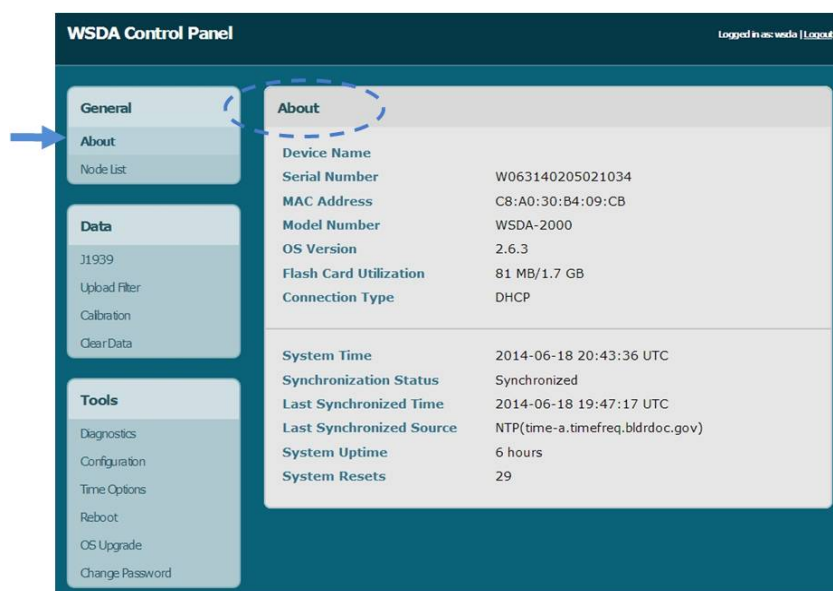 WSDA Control Panel
Logged in as: wsda | Logout
General
About
Node List
Data
J1939
Upload Filter
Calibration
Clear Data
Tools
Diagnostics
Configuration
Time Options
Reboot
OS Upgrade
Change Password
About
Device Name
Serial Number W063140205021034
MAC Address C8:A0:30:B4:09:CB
Model Number WSDA-2000
OS Version 2.6.3
Flash Card Utilization 81 MB/1.7 GB
Connection Type DHCP
System Time 2014-06-18 20:43:36 UTC
Synchronization Status Synchronized
Last Synchronized Time 2014-06-18 19:47:17 UTC
Last Synchronized Source NTP(time-a.timefreq.bldrdoc.gov)
System Uptime 6 hours
System Resets 29